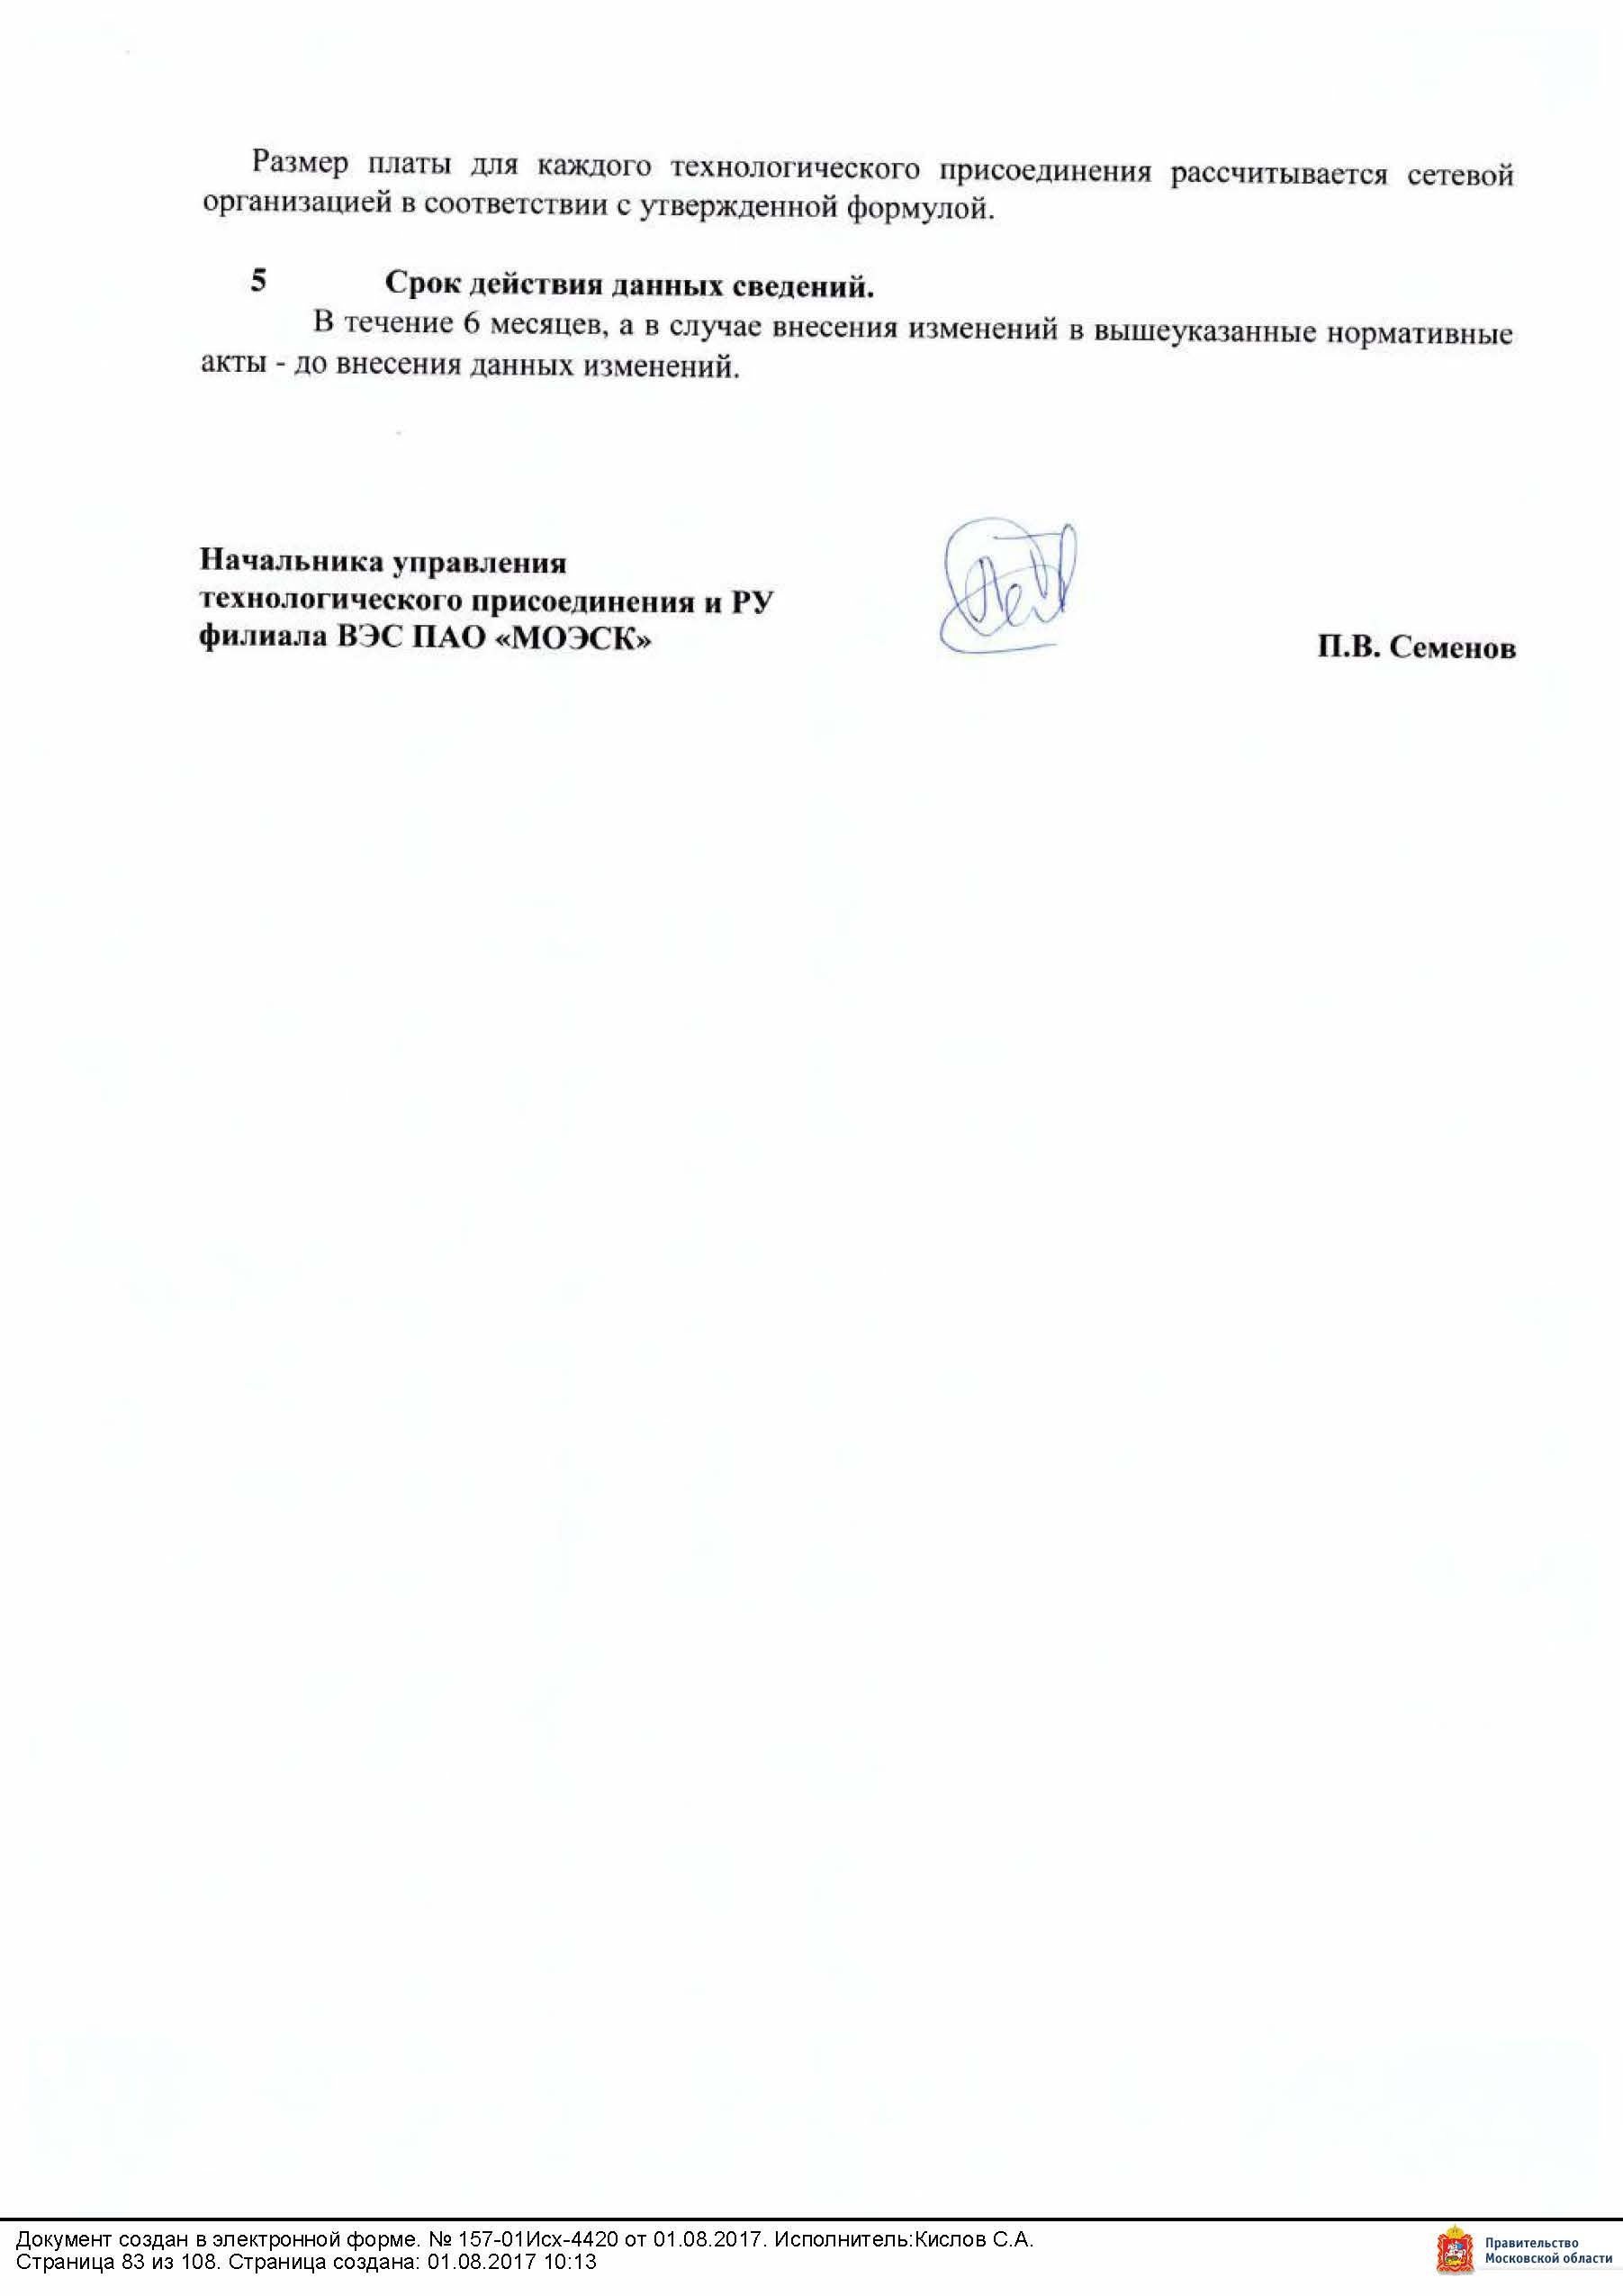 Размер платы для каждого технологического присоединения рассчитывается сетевой
организацией в соответствии с утвержденной формулой.
5 Срок действия данных сведений.
В течение 6 месяцев, а в случае внесения изменений в вышеуказанные нормативные
акты - до внесения данных изменений.
Начальника управления
технологического присоединения и РУ
филиала ВЭС ПАО «МОЭСК»
П.В. Семенов
Документ создан в электронной форме. № 157-01Исх-4420 от 01.08.2017. Исполнитель:Кислов С.А.
Страница 83 из 108. Страница создана: 01.08.2017 10:13
Правительство
Московской области